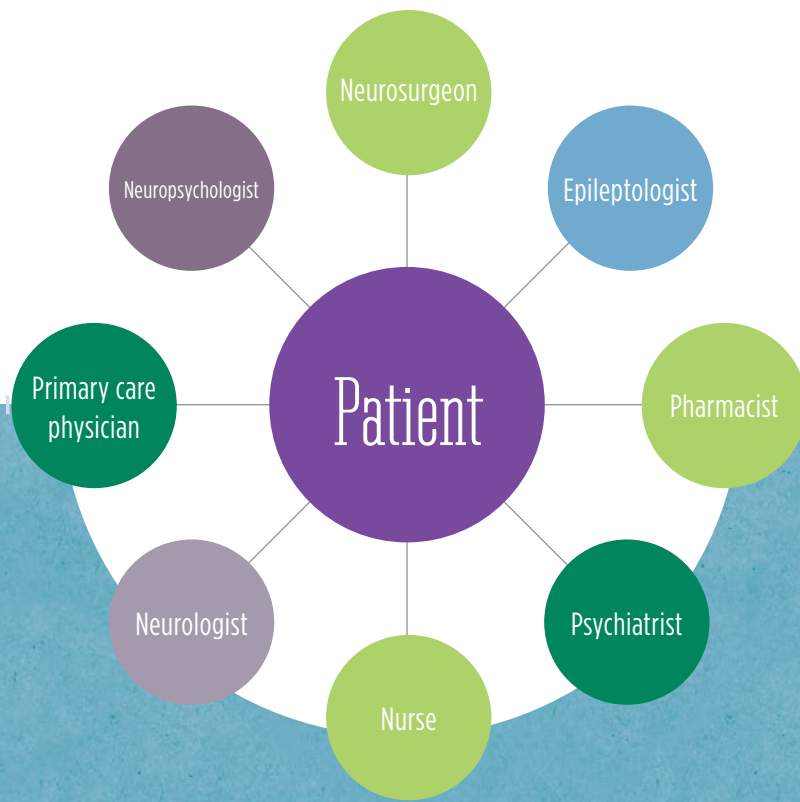 Neurosurgeon
Neuropsychologist
Epileptologist
Primary care
physician
Patient
Pharmacist
Neurologist
Psychiatrist
Nurse